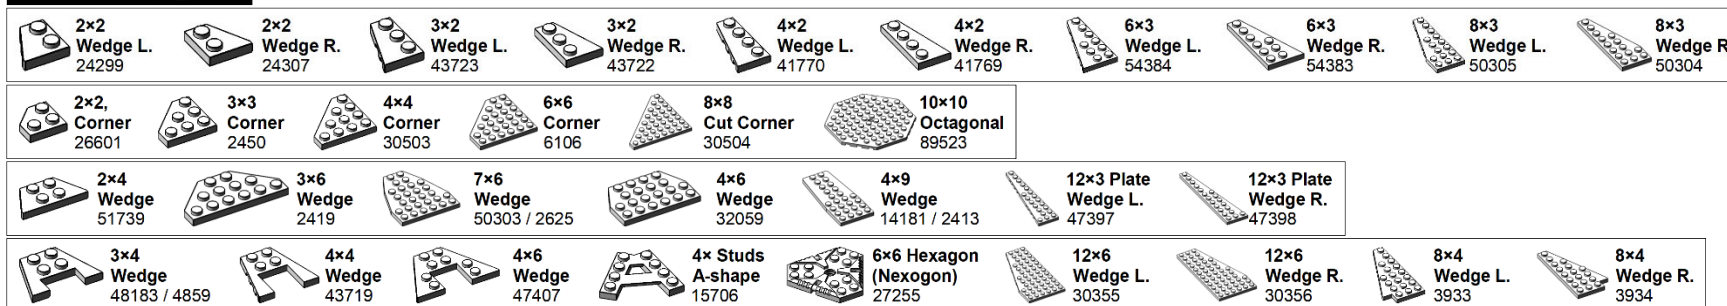 2×2
Wedge L.
24299
2×2
Wedge R.
24307
3×2
Wedge L.
43723
3×2
Wedge R.
43722
4×2
Wedge L.
41770
4×2
Wedge R.
41769
6×3
Wedge L.
54384
6×3
Wedge R.
54383
8×3
Wedge L.
50305
8×3
Wedge R
50304
2×2,
Corner
26601
3×3
Corner
2450
4×4
Corner
30503
6×6
Corner
6106
8×8
Cut Corner
30504
10×10
Octagonal
89523
2×4
Wedge
51739
3×6
Wedge
2419
7×6
Wedge
50303 / 2625
4×6
Wedge
32059
4×9
Wedge
14181 / 2413
12×3 Plate
Wedge L.
47397
12×3 Plate
Wedge R.
47398
3×4
Wedge
48183 / 4859
4×4
Wedge
43719
4×6
Wedge
47407
4× Studs
A-shape
15706
6×6 Hexagon
(Nexogon)
27255
12×6
Wedge L.
30355
12×6
Wedge R.
30356
8×4
Wedge L.
3933
8×4
Wedge R.
3934